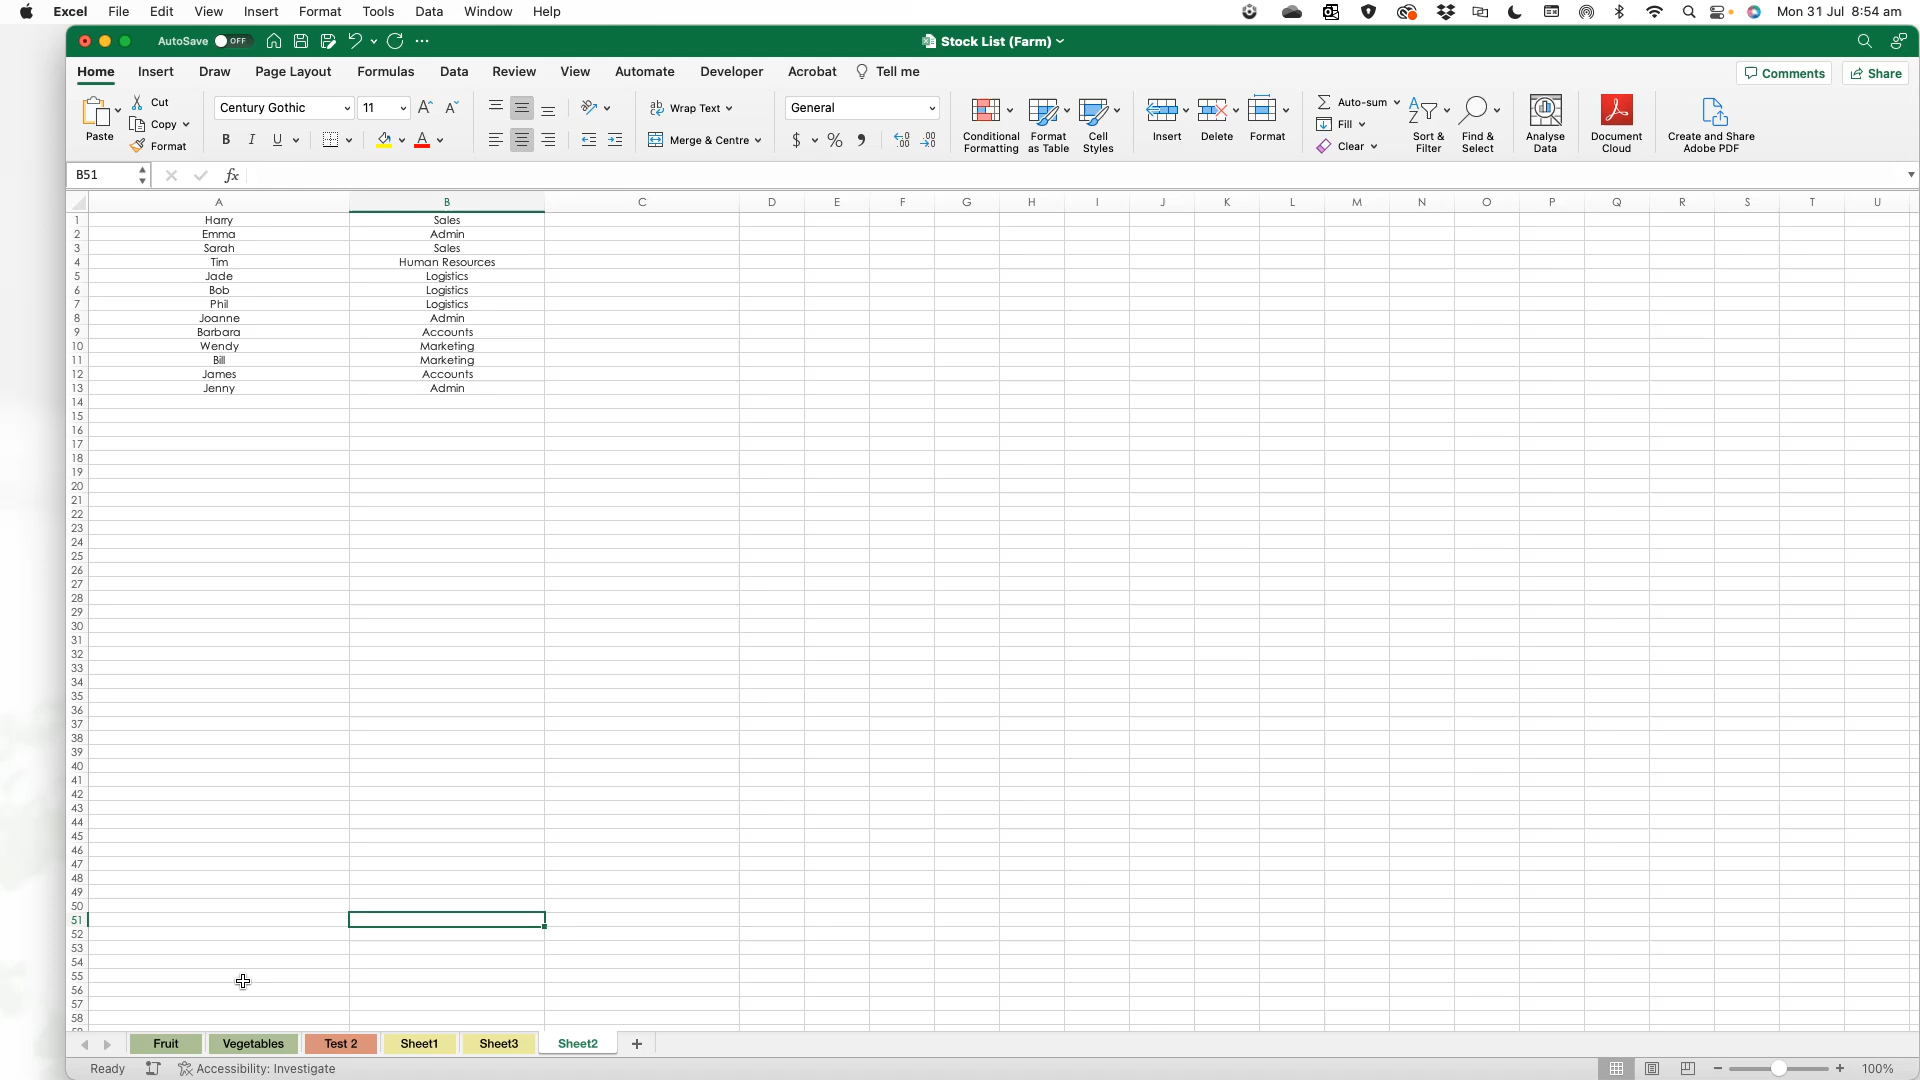 Excel File Edit View Insert Format Tools Data Window Help Mon 31 Jul 8:54 am
AutoSave OFF Stock List (Farm)
Home Insert Draw Page Layout Formulas Data Review View Automate Developer Acrobat Tell me Comments Share
Paste Cut Copy Format
Century Gothic 11
B I U
Wrap Text
Merge & Centre
General
$ %
Conditional Formatting
Format as Table
Cell Styles
Insert Delete Format
Auto-sum
Fill
Clear
Sort & Filter
Find & Select
Analyse Data
Document Cloud
Create and Share Adobe PDF
B51 fx
A B C D E F G H I J K L M N O P Q R S T U
1 Harry Sales
2 Emma Admin
3 Sarah Sales
4 Tim Human Resources
5 Jade Logistics
6 Bob Logistics
7 Phil Logistics
8 Joanne Admin
9 Barbara Accounts
10 Wendy Marketing
11 Bill Marketing
12 James Accounts
13 Jenny Admin
14
15
16
17
18
19
20
21
22
23
24
25
26
27
28
29
30
31
32
33
34
35
36
37
38
39
40
41
42
43
44
45
46
47
48
49
50
51
52
53
54
55
56
57
58
Fruit Vegetables Test 2 Sheet1 Sheet3 Sheet2 +
Ready Accessibility: Investigate 100%